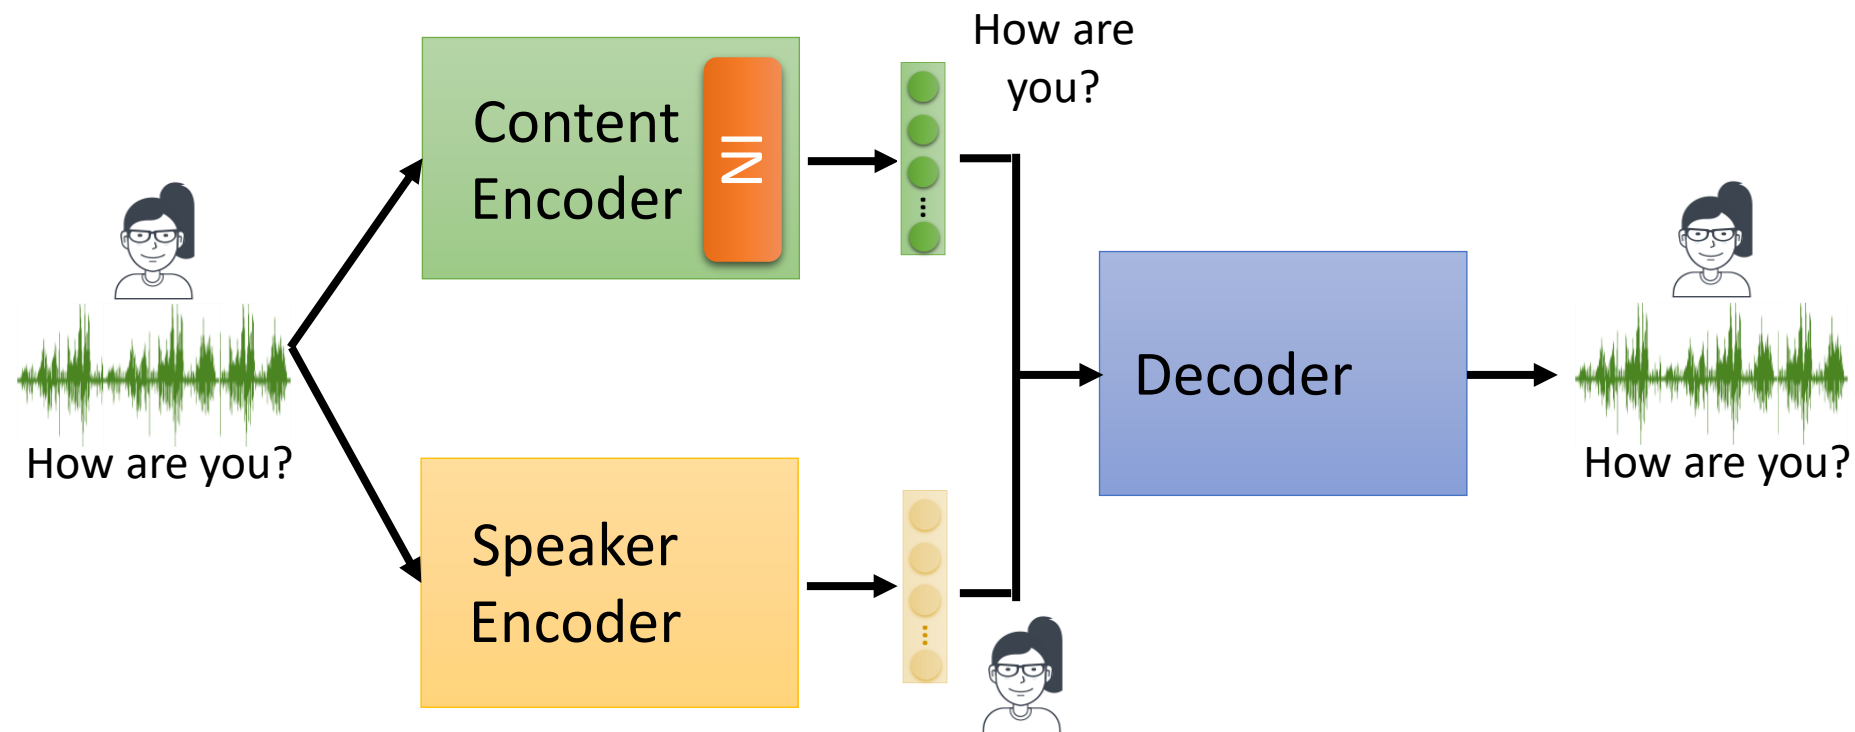 How are you?
Content
Encoder
IN
How are
you?
Speaker
Encoder
Decoder
How are you?